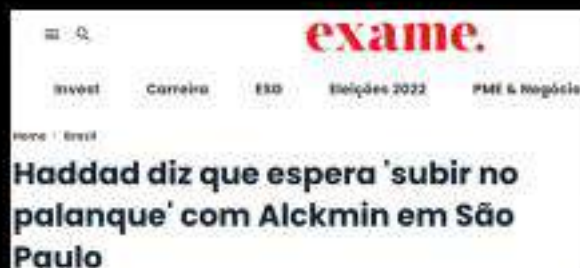 exame.
Invest Carreira ESG Eleições 2022 PME & Negócio
Home Brasil
Haddad diz que espera 'subir no
palanque' com Alckmin em São
Paulo